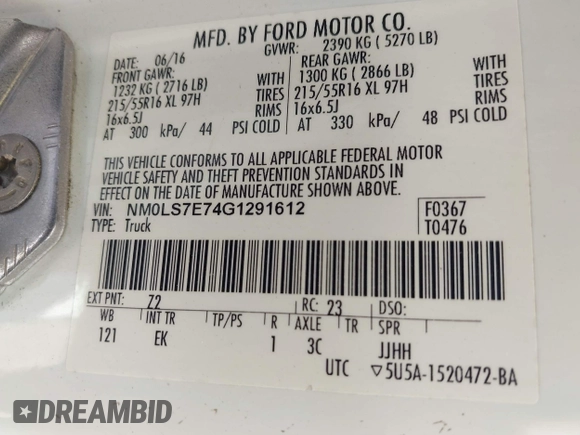 MFD. BY FORD MOTOR CO.
DATE: 06/16 GVWR: 2390 KG ( 5270 LB)
FRONT GAWR: REAR GAWR:
1232 KG ( 2716 LB) WITH 1300 KG ( 2866 LB) WITH
215/55R16 XL 97H TIRES 215/55R16 XL 97H TIRES
16x6.5J RIMS 16x6.5J RIMS
AT 300 kPa/ 44 PSI COLD AT 330 kPa/ 48 PSI COLD
THIS VEHICLE CONFORMS TO ALL APPLICABLE FEDERAL MOTOR
VEHICLE SAFETY AND THEFT PREVENTION STANDARDS IN
EFFECT ON THE DATE OF MANUFACTURE SHOWN ABOVE.
VIN: NM0LS7E74G1291612 F0367
TYPE: Truck T0476
EXT PNT: Z2 RC: 23 DSO:
WB INT TR TP/PS R AXLE TR SPR
121 EK 1 3C JJHH
UTC ▽5U5A-1520472-BA
DREAMBID